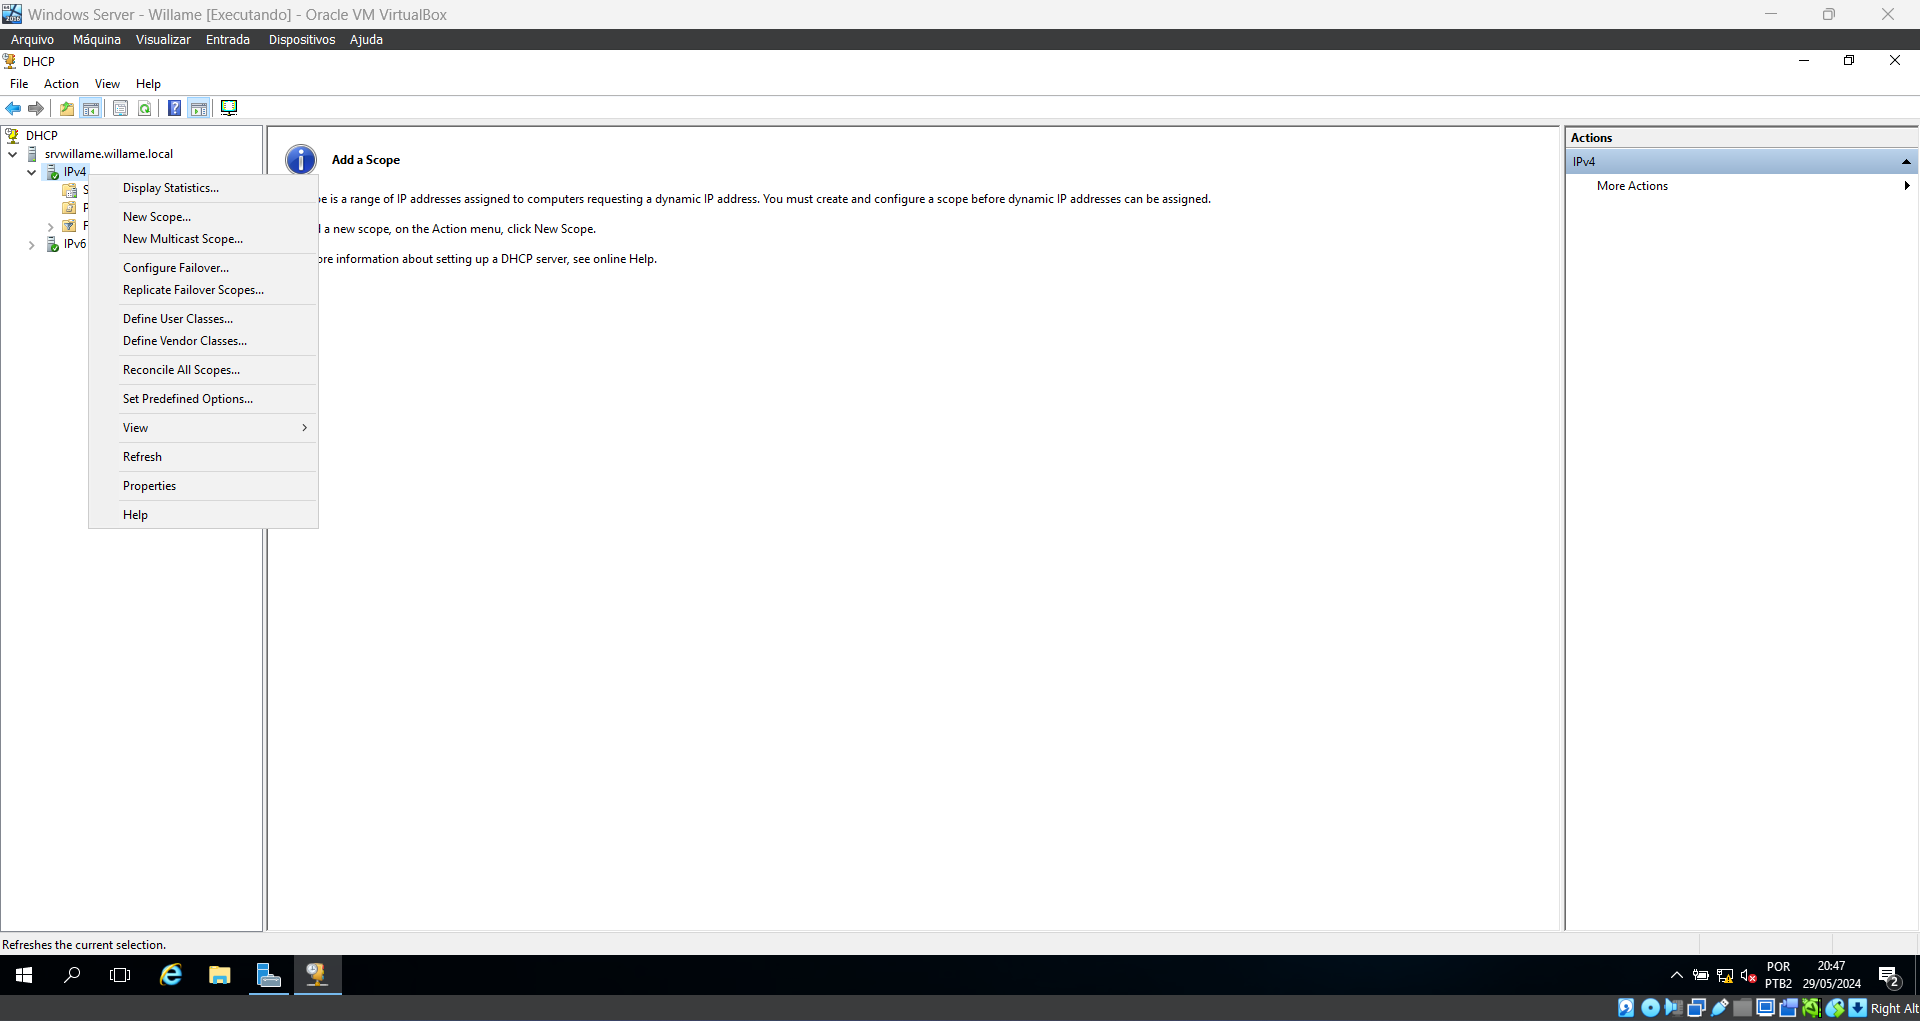 Windows Server - Willame [Executando] - Oracle VM VirtualBox
Arquivo Máquina Visualizar Entrada Dispositivos Ajuda
DHCP
File Action View Help
DHCP
srvwillame.willame.local
IPv4
S
P
F
IPv6
Display Statistics...
New Scope...
New Multicast Scope...
Configure Failover...
Replicate Failover Scopes...
Define User Classes...
Define Vendor Classes...
Reconcile All Scopes...
Set Predefined Options...
View
Refresh
Properties
Help
Add a Scope
e is a range of IP addresses assigned to computers requesting a dynamic IP address. You must create and configure a scope before dynamic IP addresses can be assigned.
a new scope, on the Action menu, click New Scope.
re information about setting up a DHCP server, see online Help.
Actions
IPv4
More Actions
Refreshes the current selection.
POR
PTB2
20:47
29/05/2024
2
Right Alt